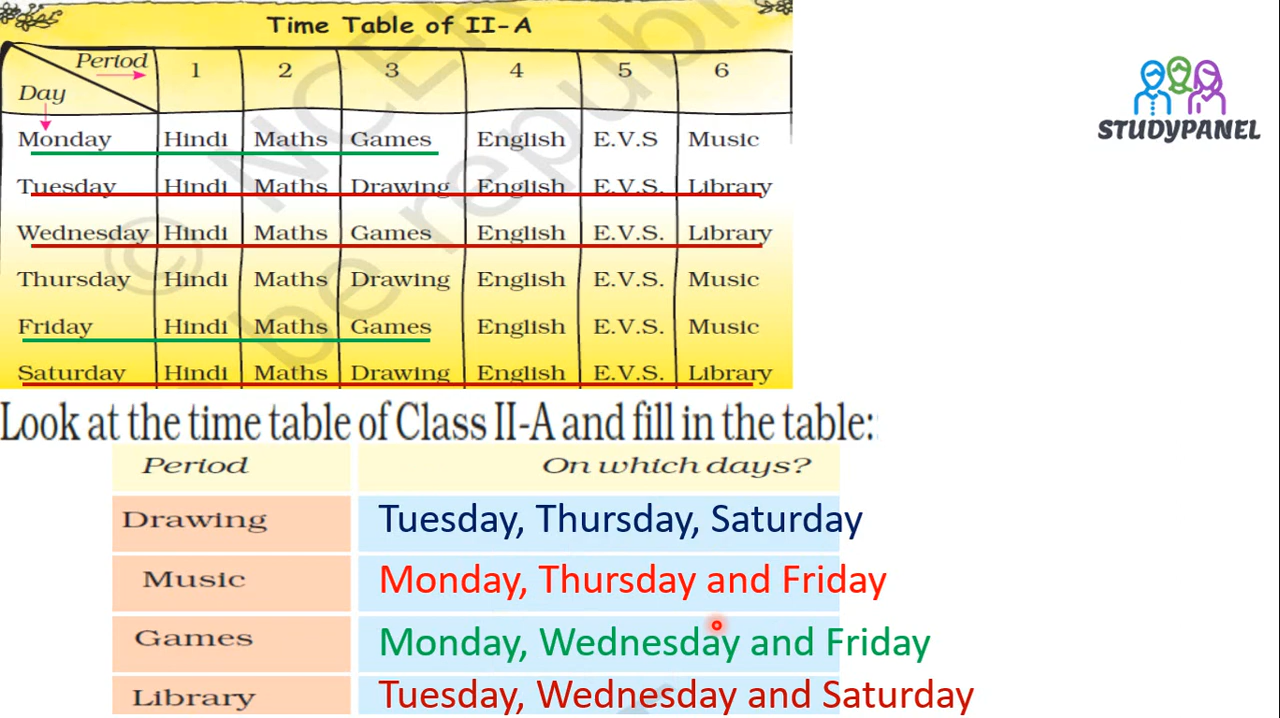 Time Table of II-A
Period 1 2 3 4 5 6
Day
Monday Hindi Maths Games English E.V.S Music
Tuesday Hindi Maths Drawing English E.V.S. Library
Wednesday Hindi Maths Games English E.V.S. Library
Thursday Hindi Maths Drawing English E.V.S. Music
Friday Hindi Maths Games English E.V.S. Music
Saturday Hindi Maths Drawing English E.V.S. Library
© NCER
be republi
STUDYPANEL
Look at the time table of Class II-A and fill in the table:
Period On which days?
Drawing Tuesday, Thursday, Saturday
Music Monday, Thursday and Friday
Games Monday, Wednesday and Friday
Library Tuesday, Wednesday and Saturday